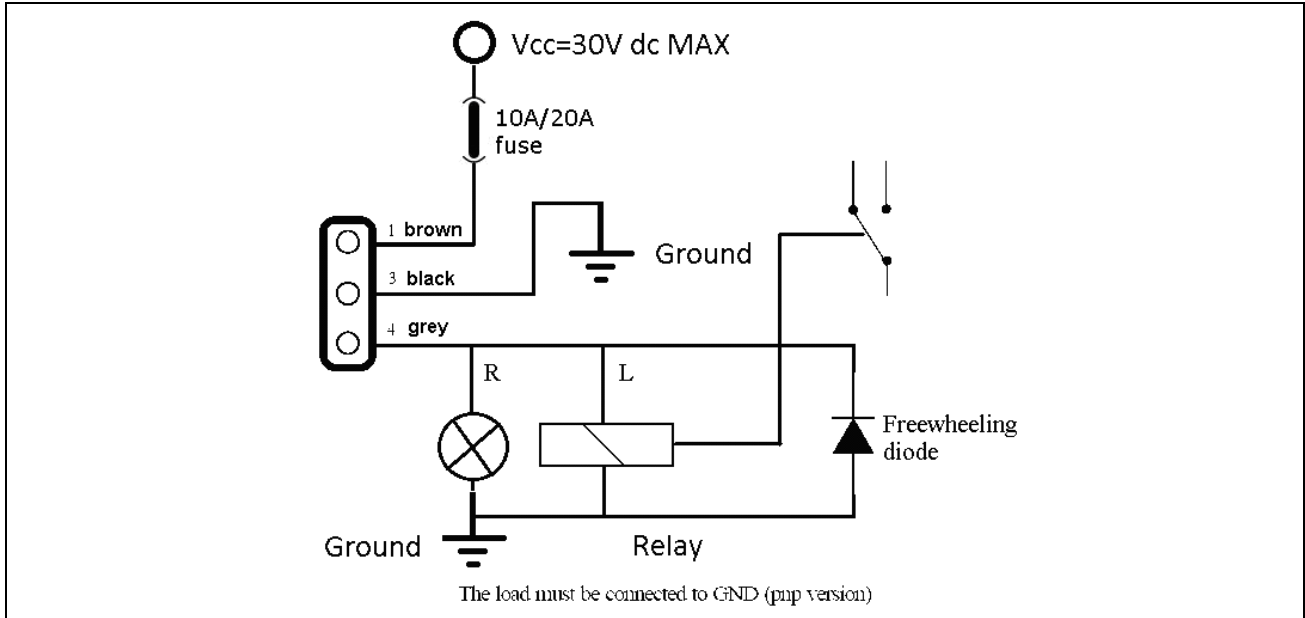 Vcc=30V dc MAX
10A/20A
fuse
1 brown
Ground
3 black
4 grey
R
L
Freewheeling
diode
Ground
Relay
The load must be connected to GND (pnp version)